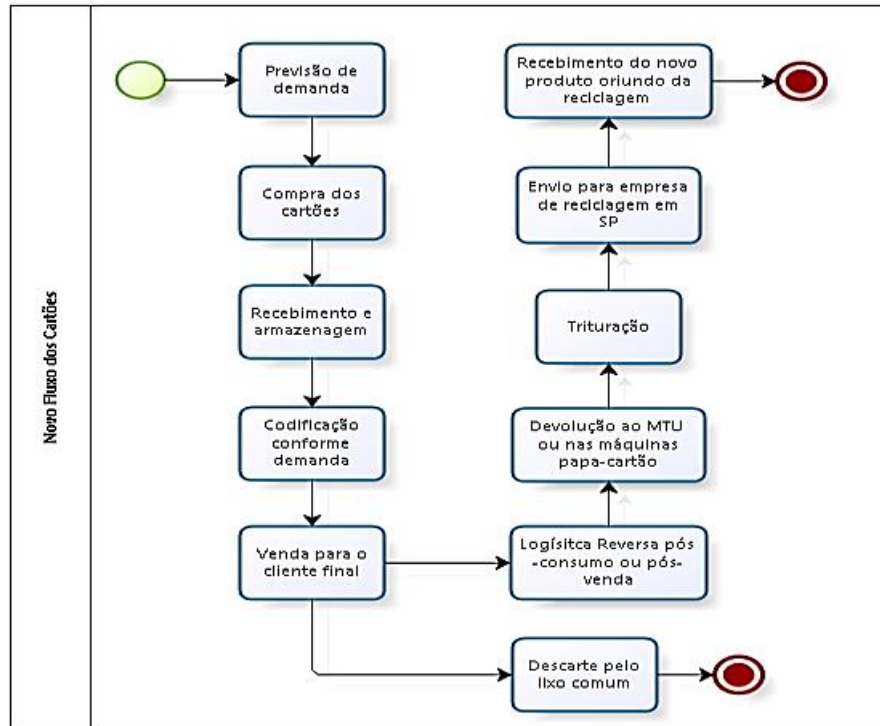 Novo Fluxo dos Cartões
Previsão de
demanda
Compra dos
cartões
Recebimento e
armazenagem
Codificação
conforme
demanda
Venda para o
cliente final
Recebimento do novo
produto oriundo da
reciclagem
Envio para empresa
de reciclagem em
SP
Trituração
Devolução ao MTU
ou nas máquinas
papa-cartão
Logísitca Reversa pós
-consumo ou pós-
venda
Descarte pelo
lixo comum